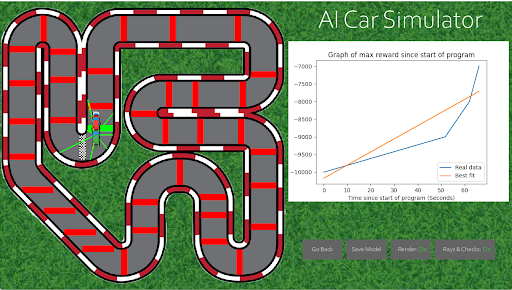 AI Car Simulator
Graph of max reward since start of program
−7000
−7500
−8000
−8500
−9000
−9500
−10000
0 10 20 30 40 50 60
Real data
Best fit
Time since start of program (Seconds)
Go Back Save Model Render: On Rays & Checks: On